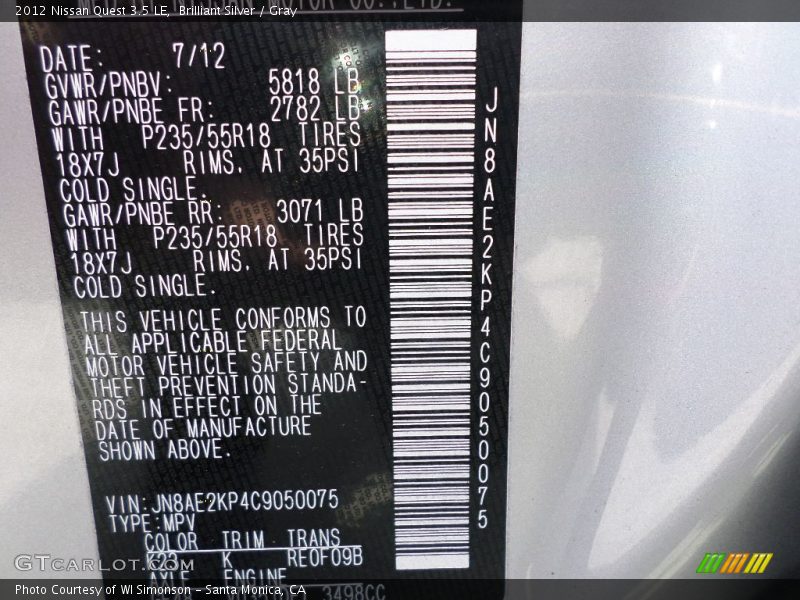 2012 Nissan Quest 3.5 LE, Brilliant Silver / Gray
DATE: 7/12
GVWR/PNBV: 5818 LB
GAWR/PNBE FR: 2782 LB
WITH P235/55R18 TIRES
18X7J RIMS. AT 35PSI
COLD SINGLE.
GAWR/PNBE RR: 3071 LB
WITH P235/55R18 TIRES
18X7J RIMS. AT 35PSI
COLD SINGLE.
THIS VEHICLE CONFORMS TO
ALL APPLICABLE FEDERAL
MOTOR VEHICLE SAFETY AND
THEFT PREVENTION STANDA-
RDS IN EFFECT ON THE
DATE OF MANUFACTURE
SHOWN ABOVE.
VIN:JN8AE2KP4C9050075
TYPE:MPV
COLOR TRIM TRANS
K23 K RE0F09B
AXLE ENGINE
3498CC
JN8AE2KP4C9050075
GTcarlot.com
Photo Courtesy of WI Simonson - Santa Monica, CA